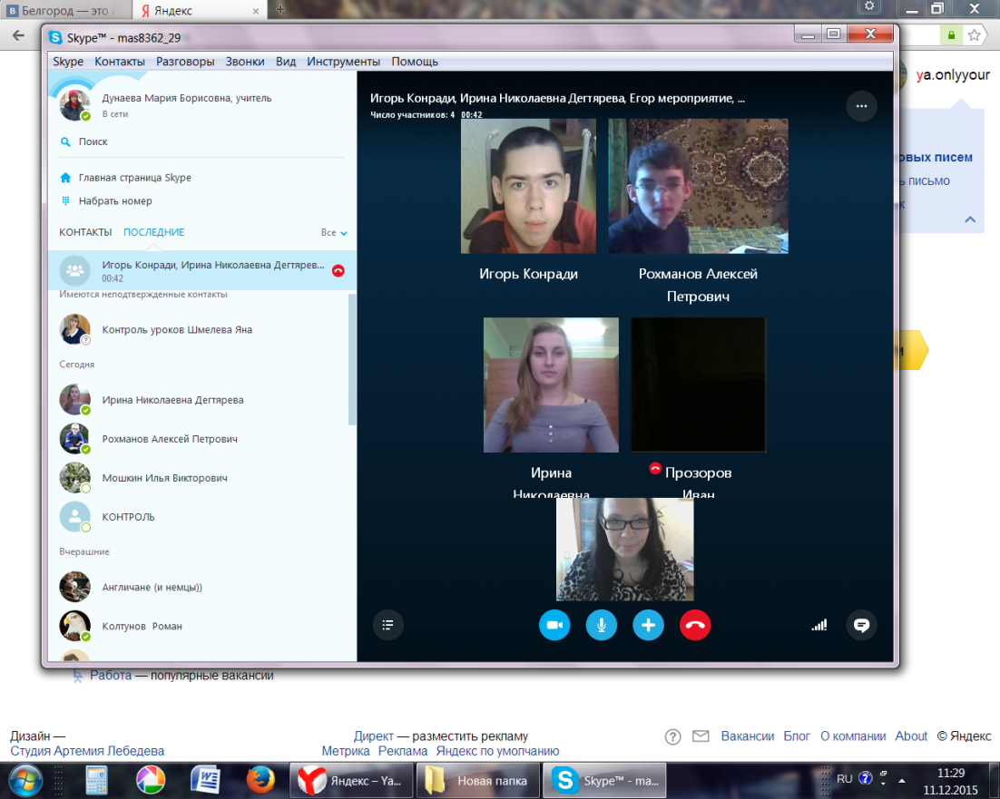 Белгород — это
Яндекс
Skype™ - mas8362_29
ya.onlyyour
Skype Контакты Разговоры Звонки Вид Инструменты Помощь
Дунаева Мария Борисовна, учитель
В сети
Поиск
Главная страница Skype
Набрать номер
КОНТАКТЫ ПОСЛЕДНИЕ Все
Игорь Конради, Ирина Николаевна Дегтярев...
00:42
Имеются неподтвержденные контакты
Контроль уроков Шмелева Яна
Сегодня
Ирина Николаевна Дегтярева
Рохманов Алексей Петрович
Мошкин Илья Викторович
КОНТРОЛЬ
Вчерашние
Англичане (и немцы))
Колтунов Роман
Игорь Конради, Ирина Николаевна Дегтярева, Егор мероприятие, ...
Число участников: 4 00:42
Игорь Конради
Рохманов Алексей
Петрович
Ирина
Николаевна
Прозоров
Иван
овых писем
ь письмо
к
и
Работа — популярные вакансии
Дизайн —
Студия Артемия Лебедева
Директ — разместить рекламу
Метрика Реклама Яндекс по умолчанию
Вакансии Блог О компании About © Яндекс
Яндекс – Ya...
Новая папка
Skype™ - ma...
RU
11:29
11.12.2015